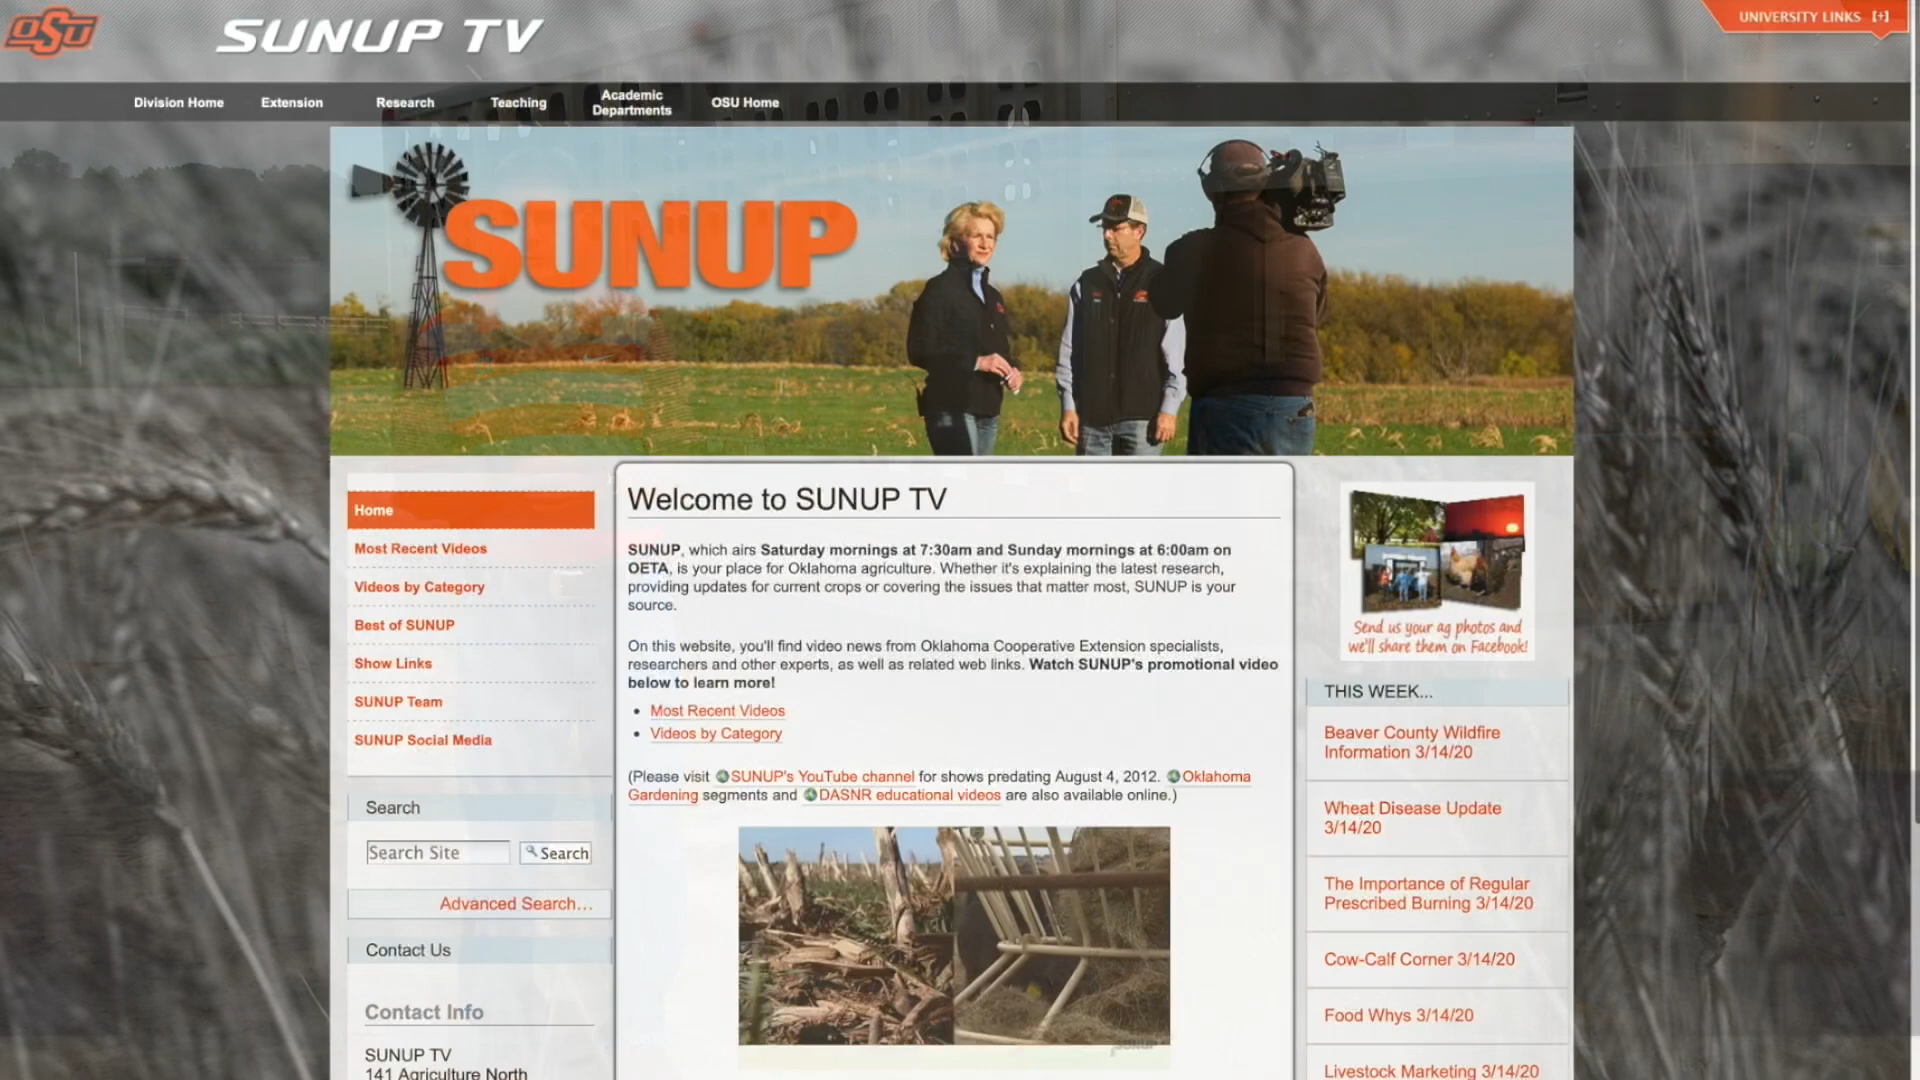 OSU
SUNUP TV
UNIVERSITY LINKS [+]
Division Home
Extension
Research
Teaching
Academic
Departments
OSU Home
SUNUP
Home
Most Recent Videos
Videos by Category
Best of SUNUP
Show Links
SUNUP Team
SUNUP Social Media
Search
Search Site
Search
Advanced Search...
Contact Us
Contact Info
SUNUP TV
141 Agriculture North
Welcome to SUNUP TV
SUNUP, which airs Saturday mornings at 7:30am and Sunday mornings at 6:00am on
OETA, is your place for Oklahoma agriculture. Whether it's explaining the latest research,
providing updates for current crops or covering the issues that matter most, SUNUP is your
source.
On this website, you'll find video news from Oklahoma Cooperative Extension specialists,
researchers and other experts, as well as related web links. Watch SUNUP's promotional video
below to learn more!
• Most Recent Videos
• Videos by Category
(Please visit SUNUP's YouTube channel for shows predating August 4, 2012. Oklahoma
Gardening segments and DASNR educational videos are also available online.)
SUNUP
Send us your ag photos and
we'll share them on Facebook!
THIS WEEK...
Beaver County Wildfire
Information 3/14/20
Wheat Disease Update
3/14/20
The Importance of Regular
Prescribed Burning 3/14/20
Cow-Calf Corner 3/14/20
Food Whys 3/14/20
Livestock Marketing 3/14/20